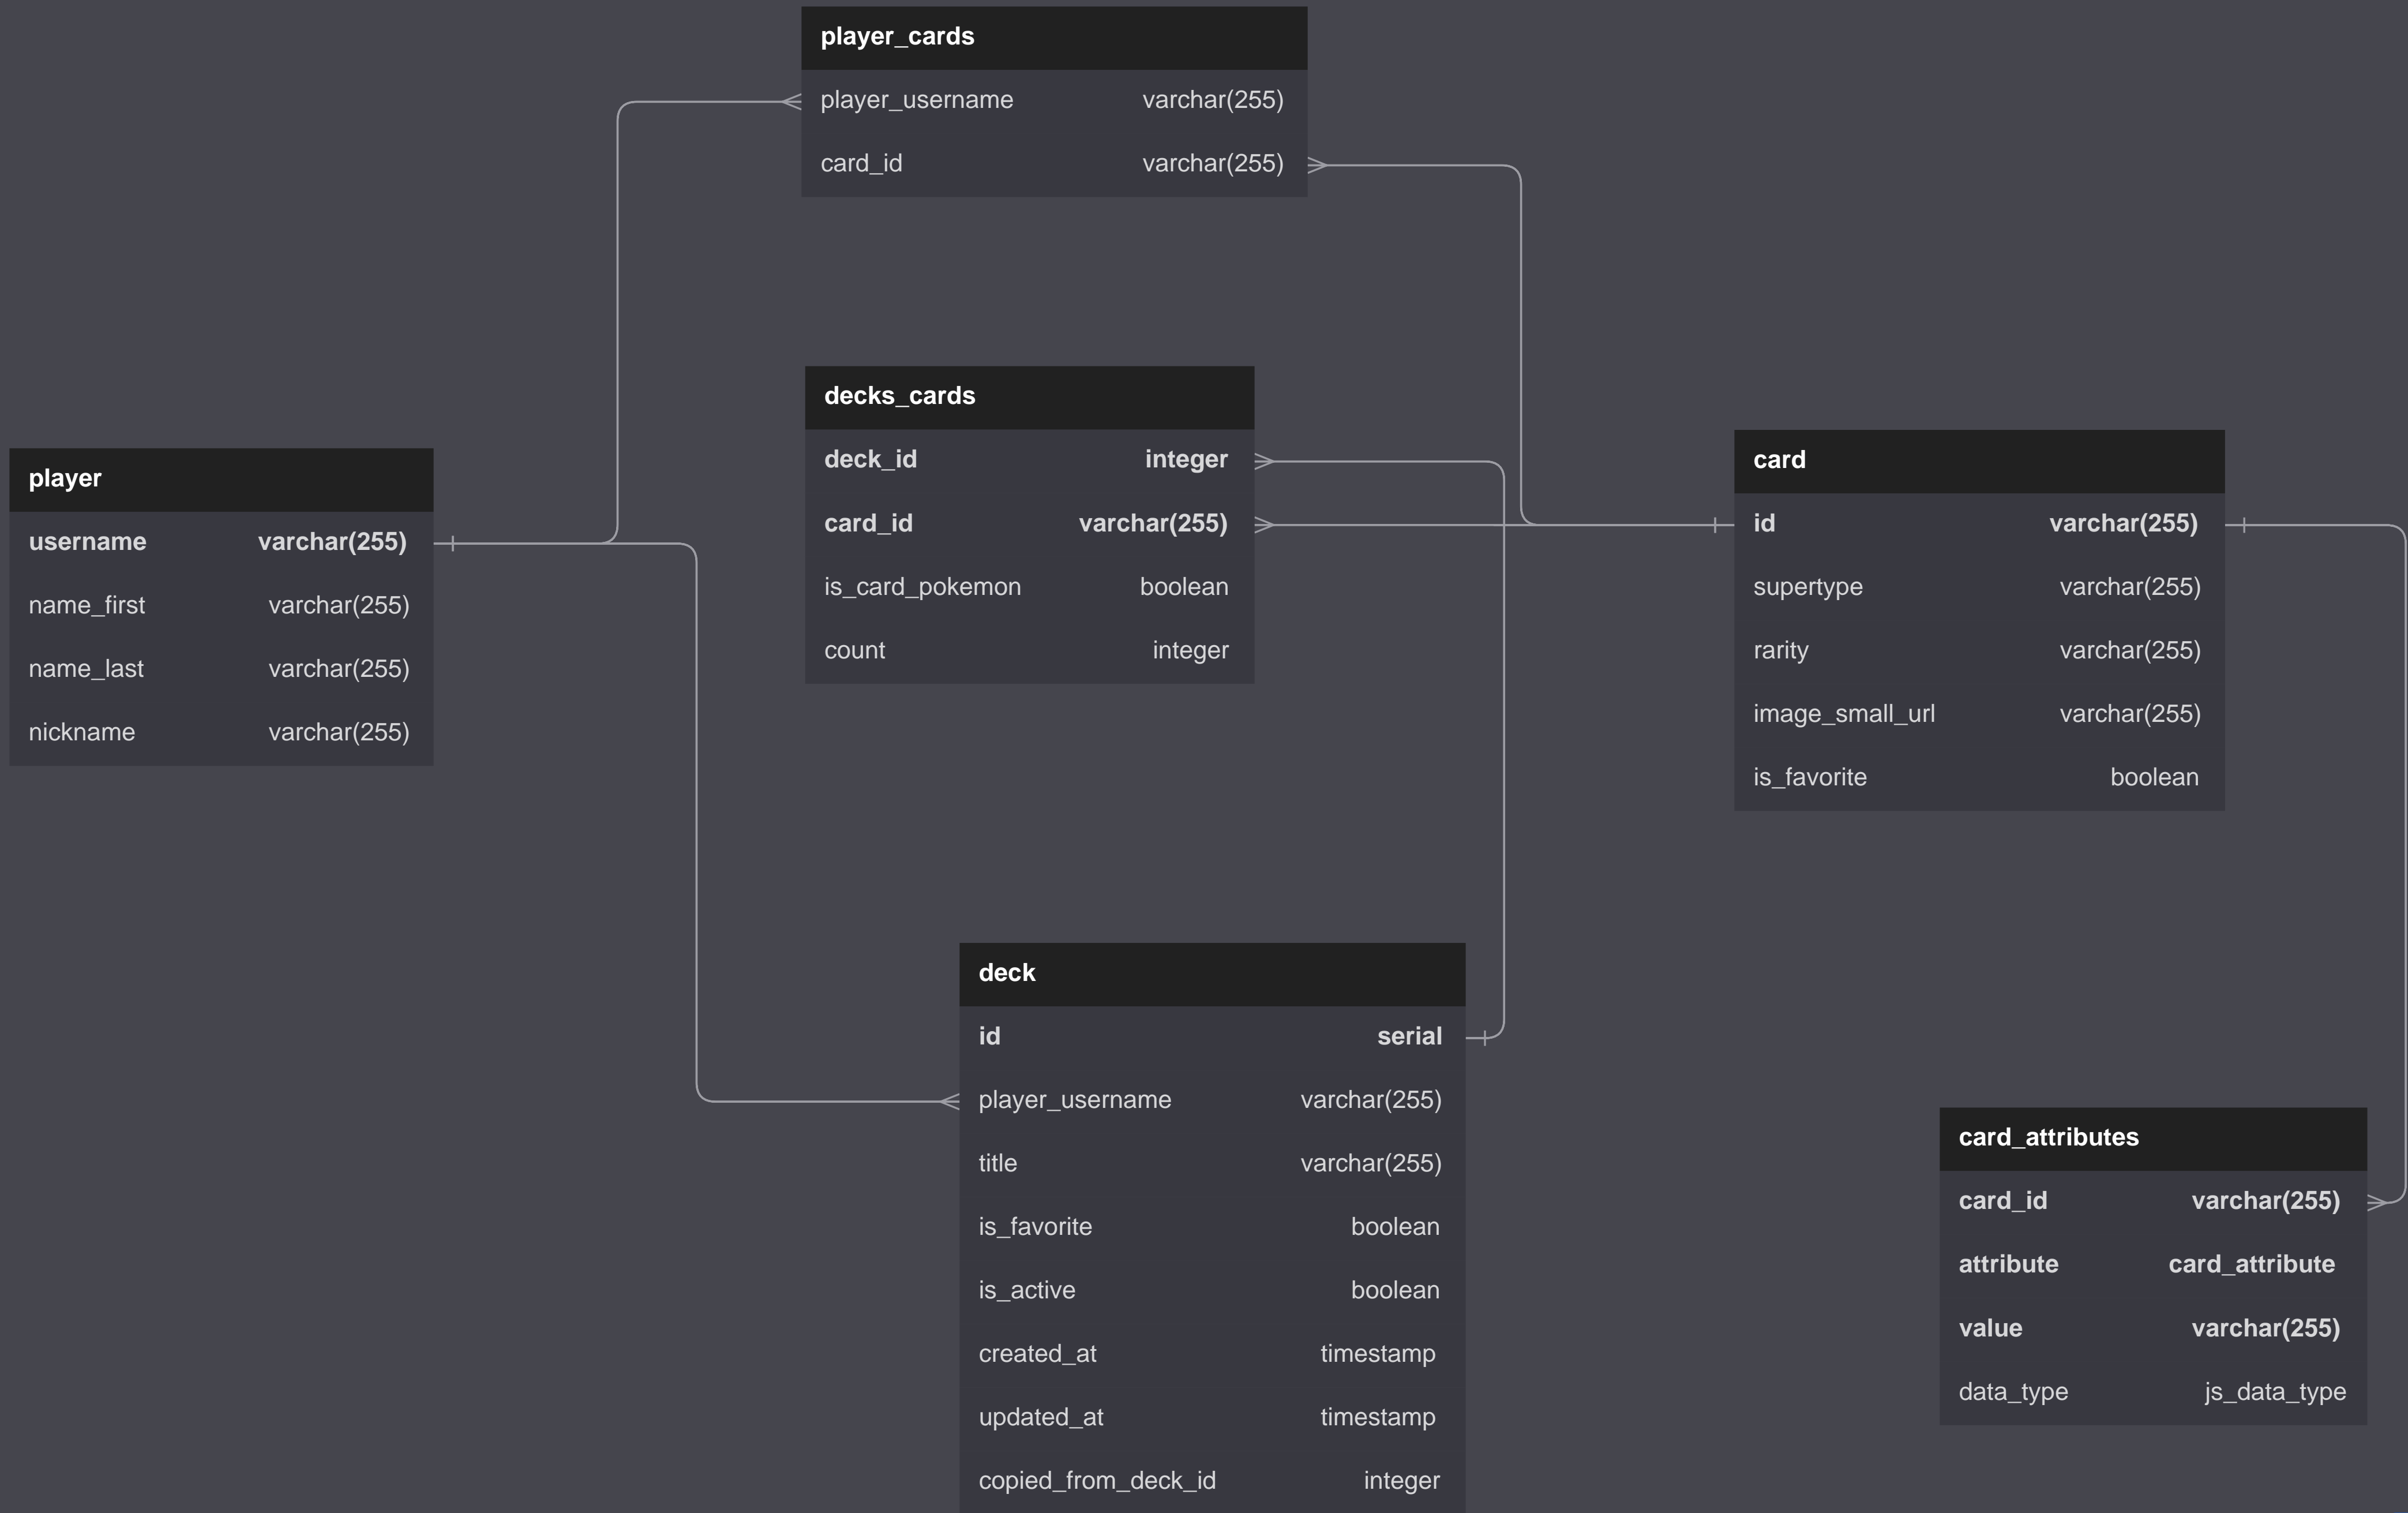 player_cards
player_username varchar(255)
card_id varchar(255)
decks_cards
deck_id integer
card_id varchar(255)
is_card_pokemon boolean
count integer
player
username varchar(255)
name_first varchar(255)
name_last varchar(255)
nickname varchar(255)
card
id varchar(255)
supertype varchar(255)
rarity varchar(255)
image_small_url varchar(255)
is_favorite boolean
deck
id serial
player_username varchar(255)
title varchar(255)
is_favorite boolean
is_active boolean
created_at timestamp
updated_at timestamp
copied_from_deck_id integer
card_attributes
card_id varchar(255)
attribute card_attribute
value varchar(255)
data_type js_data_type